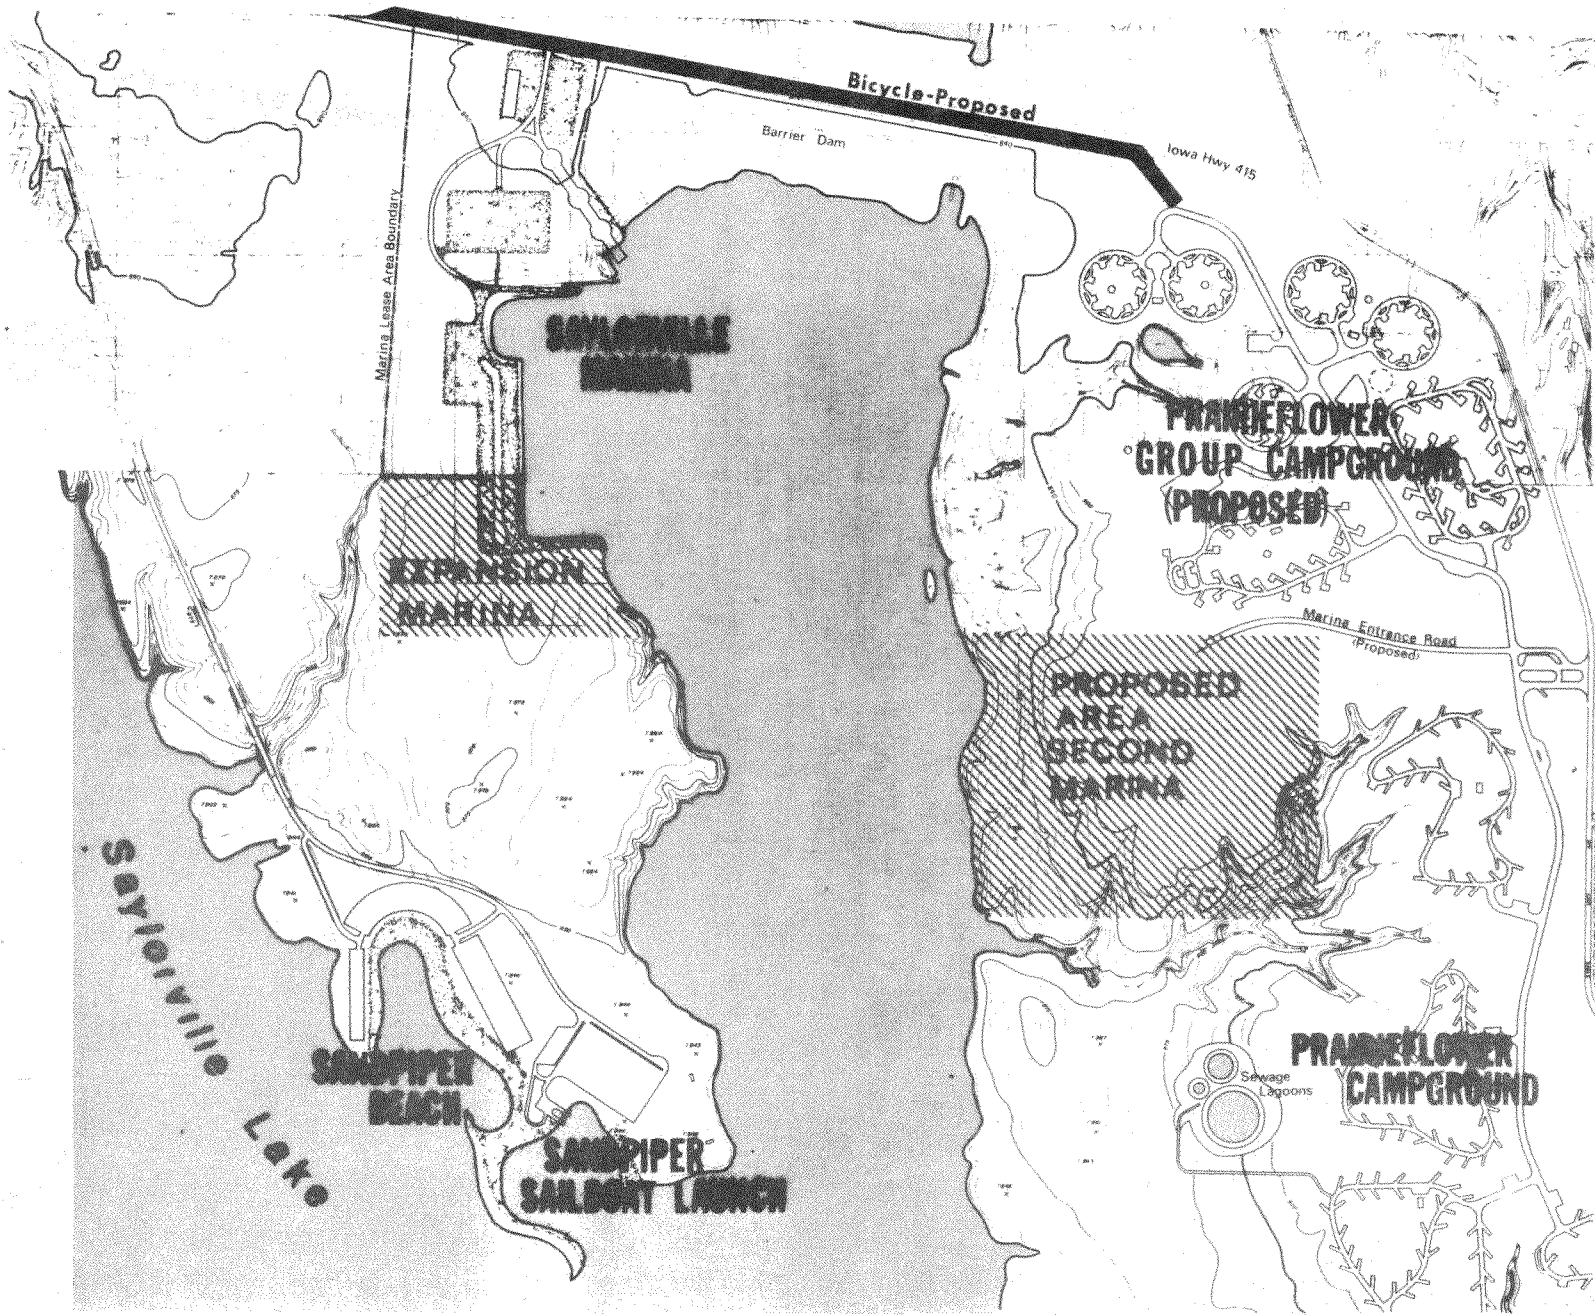 Bicycle-Proposed
Barrier Dam
840
Iowa Hwy 415
Marina Lease Area Boundary
SAYLORVILLE
MARINA
PRAIRIEFLOWER
GROUP CAMPGROUND
(PROPOSED)
EXPANSION
MARINA
Marina Entrance Road
(Proposed)
PROPOSED
AREA
SECOND
MARINA
Saylorville
Lake
SANDPIPER
BEACH
SANDPIPER
SAILBOAT LAUNCH
Sewage
Lagoons
PRAIRIEFLOWER
CAMPGROUND